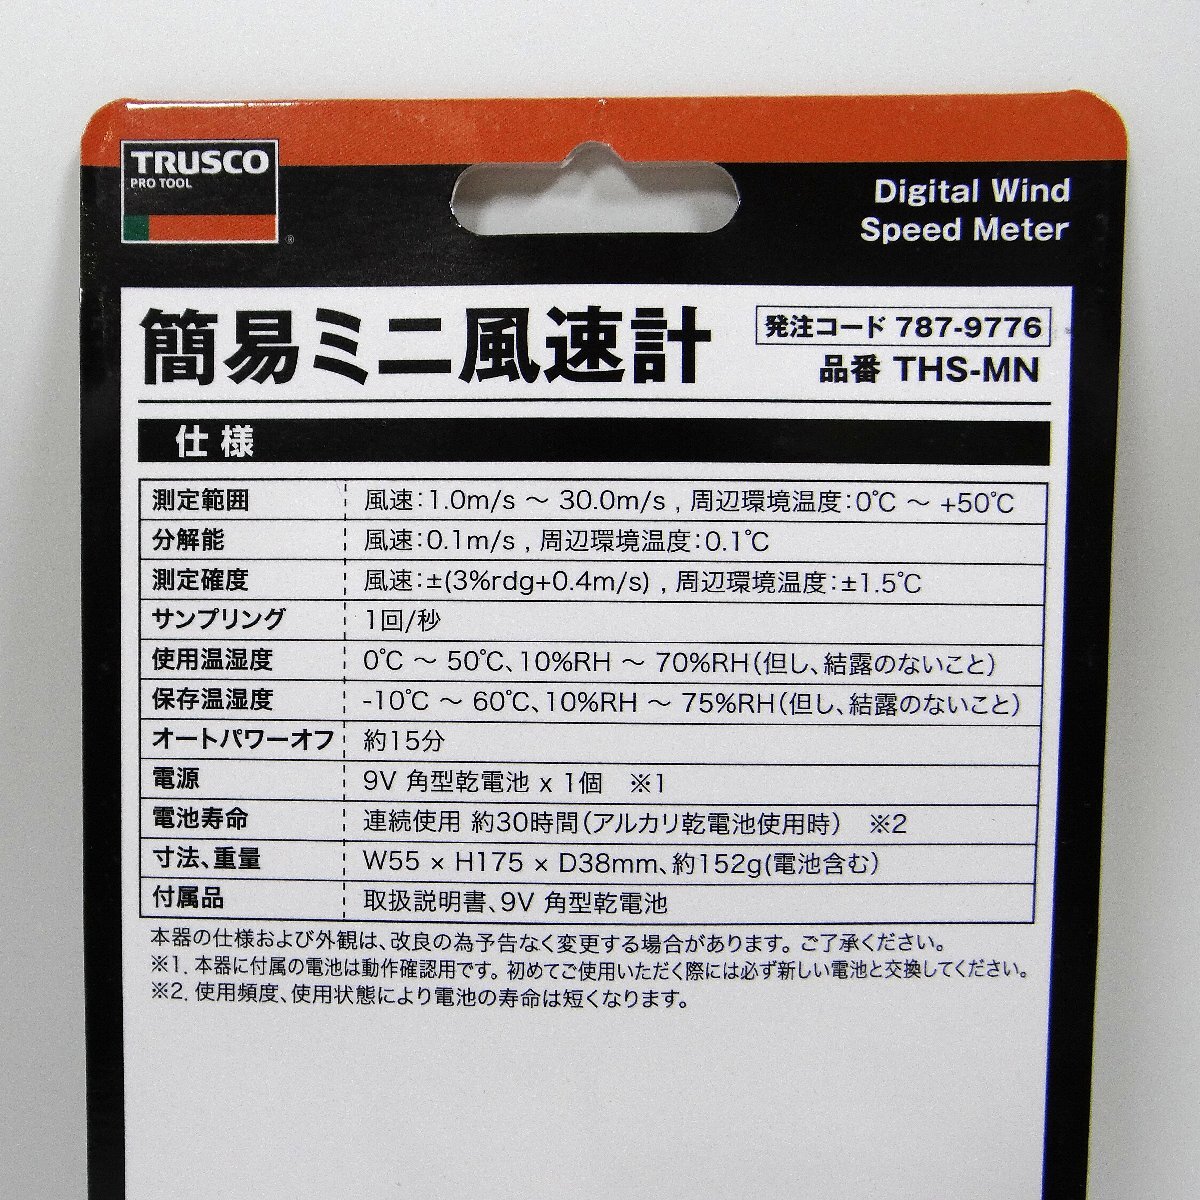 TRUSCO
PRO TOOL
®
Digital Wind
Speed Meter
簡易ミニ風速計
発注コード 787-9776
品番 THS-MN
仕様
測定範囲 風速：1.0m/s ～ 30.0m/s , 周辺環境温度：0℃ ～ +50℃
分解能 風速：0.1m/s , 周辺環境温度：0.1℃
測定確度 風速：±(3%rdg+0.4m/s) , 周辺環境温度：±1.5℃
サンプリング 1回/秒
使用温湿度 0℃ ～ 50℃、10%RH ～ 70%RH（但し、結露のないこと）
保存温湿度 -10℃ ～ 60℃、10%RH ～ 75%RH（但し、結露のないこと）
オートパワーオフ 約15分
電源 9V 角型乾電池 x 1個 ※1
電池寿命 連続使用 約30時間（アルカリ乾電池使用時） ※2
寸法、重量 W55 × H175 × D38mm、約152g(電池含む）
付属品 取扱説明書、9V 角型乾電池
本器の仕様および外観は、改良の為予告なく変更する場合があります。ご了承ください。
※1. 本器に付属の電池は動作確認用です。初めてご使用いただく際には必ず新しい電池と交換してください。
※2. 使用頻度、使用状態により電池の寿命は短くなります。